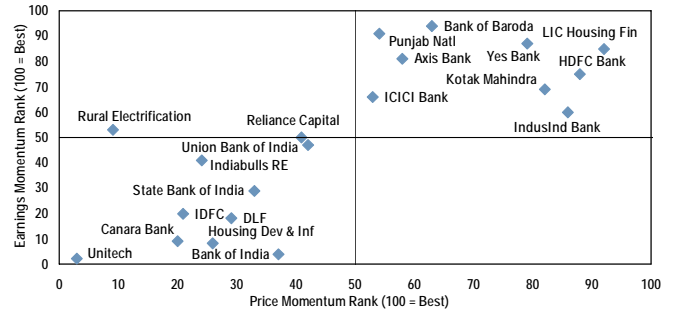 Earnings Momentum Rank (100 = Best)
100
90
80
70
60
50
40
30
20
10
0
Bank of Baroda
LIC Housing Fin
Punjab Natl
Axis Bank
Yes Bank
HDFC Bank
Kotak Mahindra
ICICI Bank
IndusInd Bank
Rural Electrification
Reliance Capital
Union Bank of India
Indiabulls RE
State Bank of India
IDFC
DLF
Canara Bank
Housing Dev & Inf
Unitech
Bank of India
0 10 20 30 40 50 60 70 80 90 100
Price Momentum Rank (100 = Best)